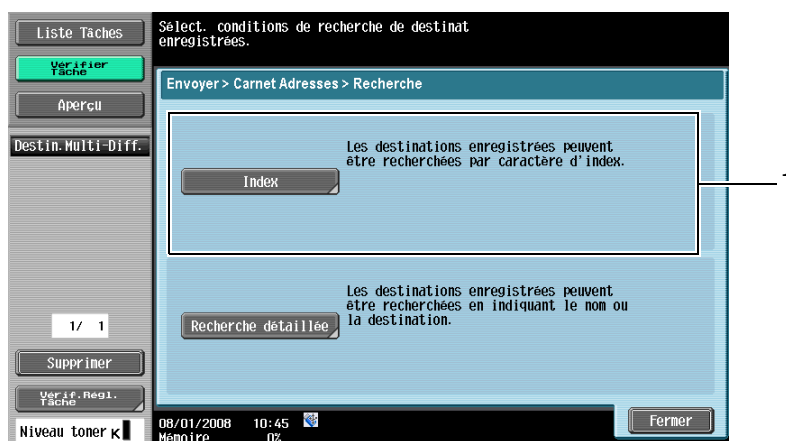 Liste Tâches
Vérifier
Tâche
Aperçu
Destin.Multi-Diff.
1/ 1
Supprimer
Vérif.Régl.
Tâche
Niveau toner K
Sélect. conditions de recherche de destinat
enregistrées.
Envoyer > Carnet Adresses > Recherche
Les destinations enregistrées peuvent
être recherchées par caractère d'index.
Index
Les destinations enregistrées peuvent
être recherchées en indiquant le nom ou
la destination.
Recherche détaillée
08/01/2008 10:45
Mémoire 0%
Fermer